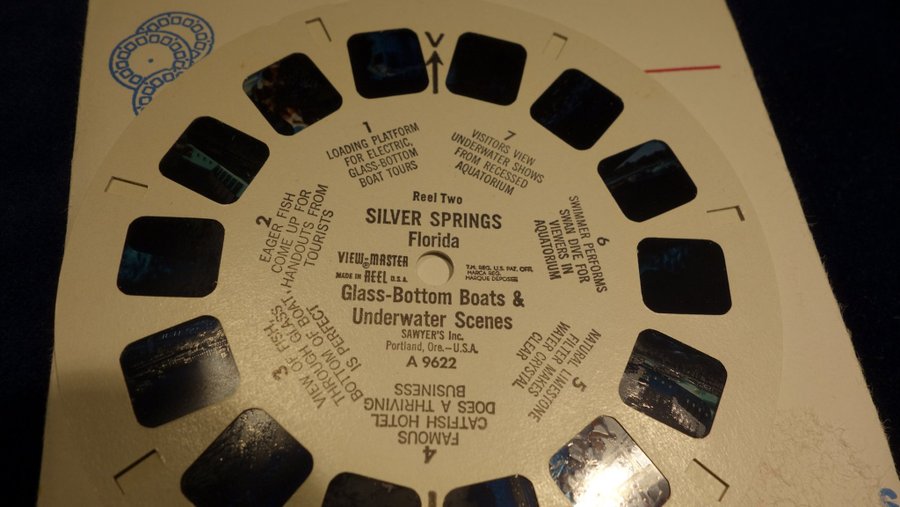 V
1
LOADING PLATFORM
FOR ELECTRIC,
GLASS-BOTTOM
BOAT TOURS
7
VISITORS VIEW
UNDERWATER SHOWS
FROM RECESSED
AQUATORIUM
2
EAGER FISH
COME UP FOR
HANDOUTS FROM
TOURISTS
Reel Two
SILVER SPRINGS
Florida
VIEW-MASTER
MADE IN REEL U.S.A.
T.M. REG. U.S. PAT. OFF.
MARCA REG.
MARQUE DEPOSEE
Glass-Bottom Boats &
Underwater Scenes
SAWYER'S Inc.
Portland, Ore.-U.S.A.
A 9622
6
SWIMMER PERFORMS
SWAN DIVE FOR
VIEWERS IN
AQUATORIUM
3
VIEW OF FISH
THROUGH GLASS
BOTTOM OF BOAT
IS PERFECT
5
NATURAL LIMESTONE
FILTER MAKES
WATER CRYSTAL
CLEAR
4
FAMOUS
CATFISH HOTEL
DOES A THRIVING
BUSINESS